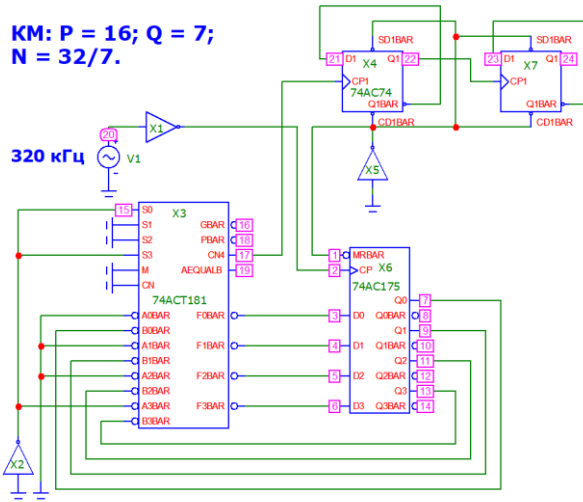 КМ: P = 16; Q = 7;
N = 32/7.
320 кГц
20
X1
V1
21
D1
SD1BAR
Q1
22
X4
CP1
74AC74
Q1BAR
CD1BAR
23
D1
SD1BAR
Q1
24
X7
CP1
Q1BAR
CD1BAR
X5
15
S0
X3
S1
GBAR
16
S2
PBAR
18
S3
CN4
17
M
AEQUALB
19
CN
74ACT181
A0BAR
F0BAR
B0BAR
A1BAR
F1BAR
B1BAR
A2BAR
F2BAR
B2BAR
A3BAR
F3BAR
B3BAR
X2
1
MRBAR
2
CP
X6
74AC175
Q0
7
3
D0
Q0BAR
8
Q1
9
4
D1
Q1BAR
10
Q2
11
5
D2
Q2BAR
12
Q3
13
6
D3
Q3BAR
14